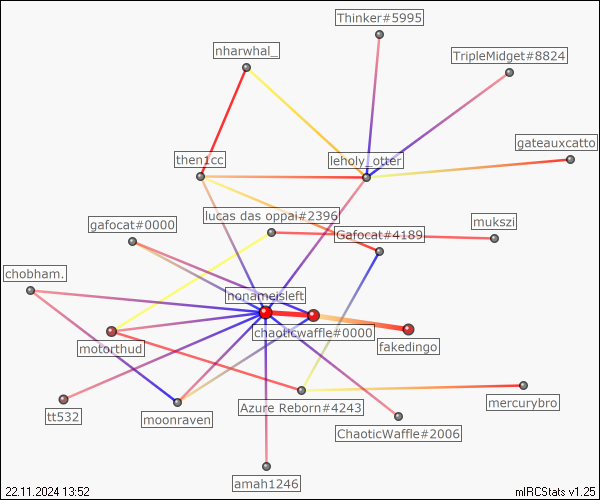 Thinker#5995
nharwhal_
TripleMidget#8824
gateauxcatto
then1cc
leholy_otter
lucas das oppai#2396
mukszi
gafocat#0000
Gafocat#4189
chobham.
nonameisleft
chaoticwaffle#0000
motorthud
fakedingo
tt532
moonraven
Azure Reborn#4243
mercurybro
ChaoticWaffle#2006
amah1246
22.11.2024 13:52
mIRCStats v1.25